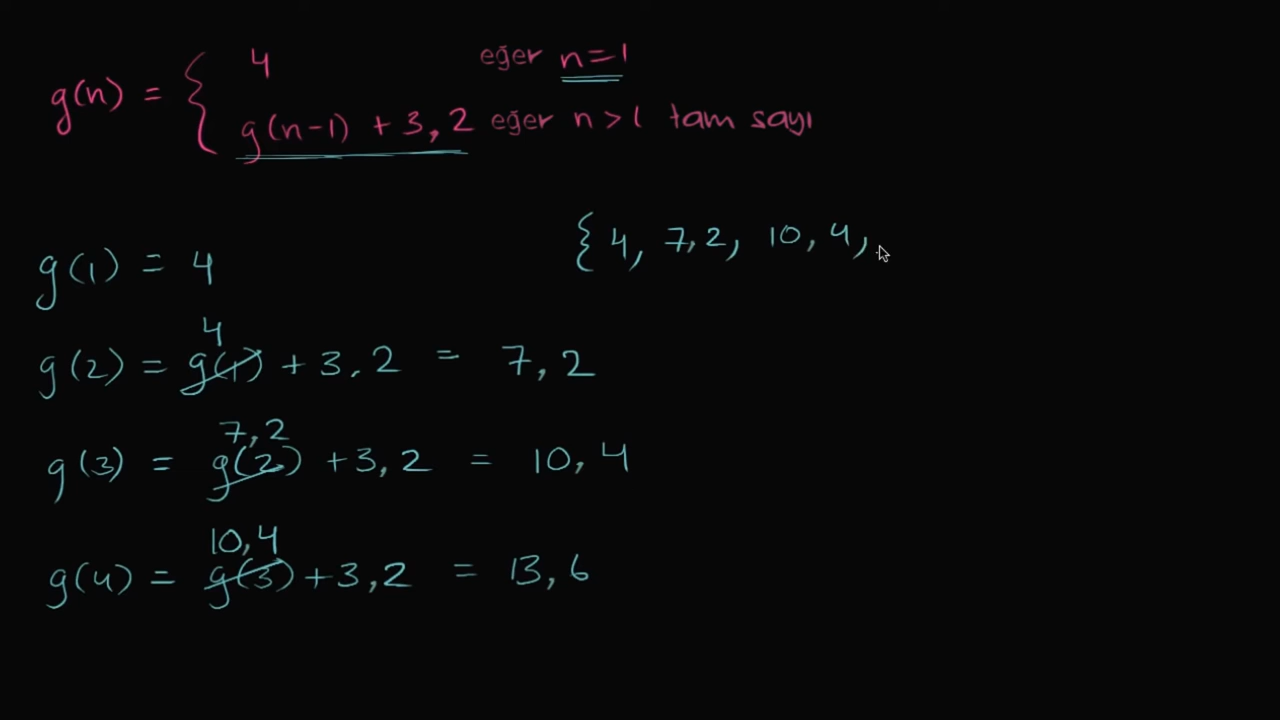 g(n) = { 4 eğer n=1
g(n-1) + 3,2 eğer n>1 tam sayı
{ 4, 7,2, 10,4,
g(1) = 4
4
g(2) = g(1) + 3,2 = 7,2
7,2
g(3) = g(2) + 3,2 = 10,4
10,4
g(4) = g(3) + 3,2 = 13,6